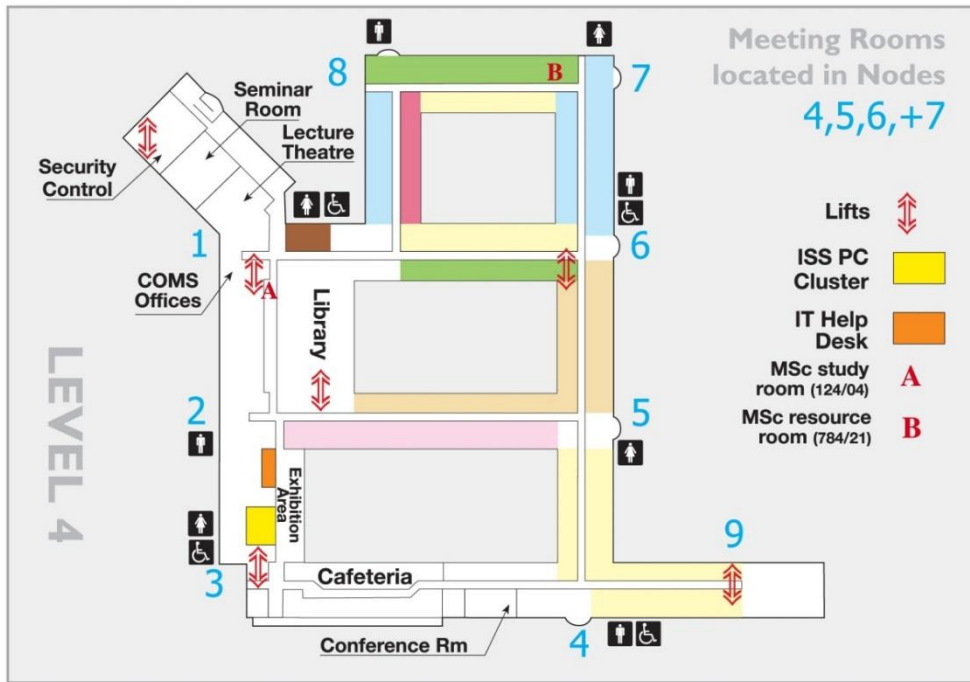 Meeting Rooms
located in Nodes
4,5,6,+7
8
B
7
Seminar
Room
Lecture
Theatre
Security
Control
Lifts
1
6
ISS PC
Cluster
COMS
Offices
A
Library
IT Help
Desk
MSc study
room (124/04)
A
LEVEL 4
2
5
MSc resource
room (784/21)
B
Exhibition
Area
9
3
Cafeteria
Conference Rm
4